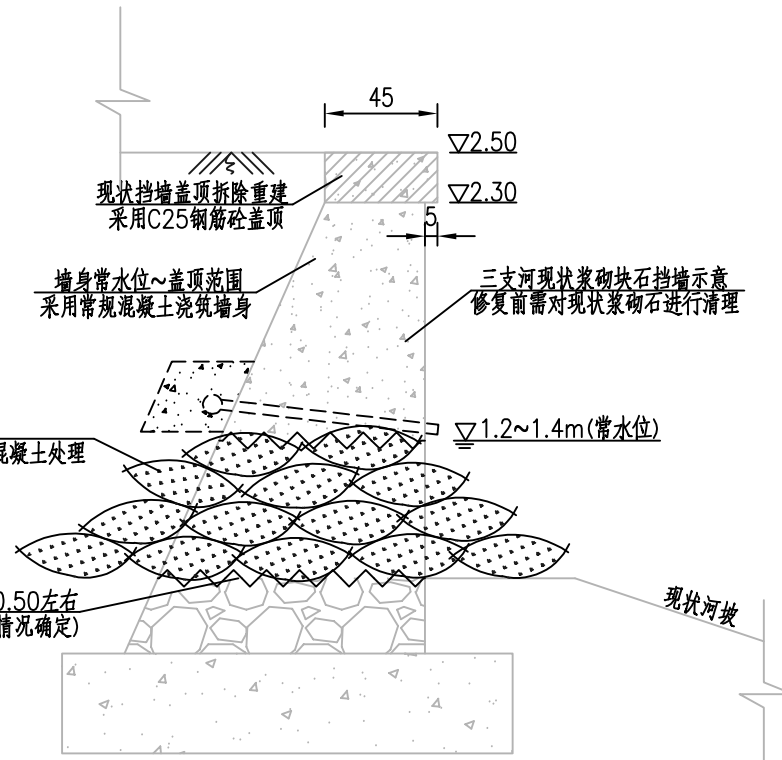 45
▽2.50
现状挡墙盖顶拆除重建
采用C25钢筋砼盖顶
▽2.30
5
墙身常水位~盖顶范围
采用常规混凝土浇筑墙身
三支河现状浆砌块石挡墙示意
修复前需对现状浆砌石进行清理
▽1.2~1.4m(常水位)
混凝土处理
0.50左右
情况确定)
现状河坡